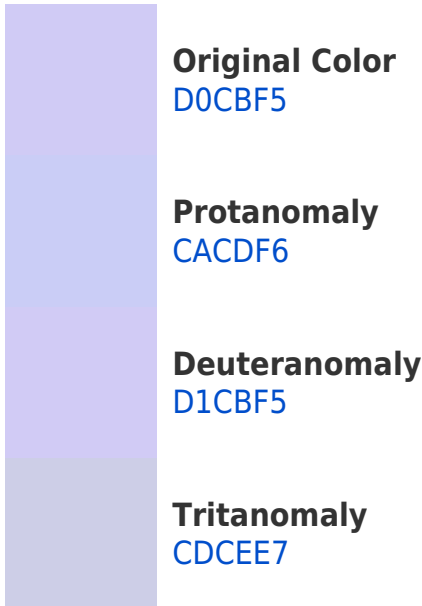 Original Color
D0CBF5
Protanomaly
CACDF6
Deuteranomaly
D1CBF5
Tritanomaly
CDCEE7